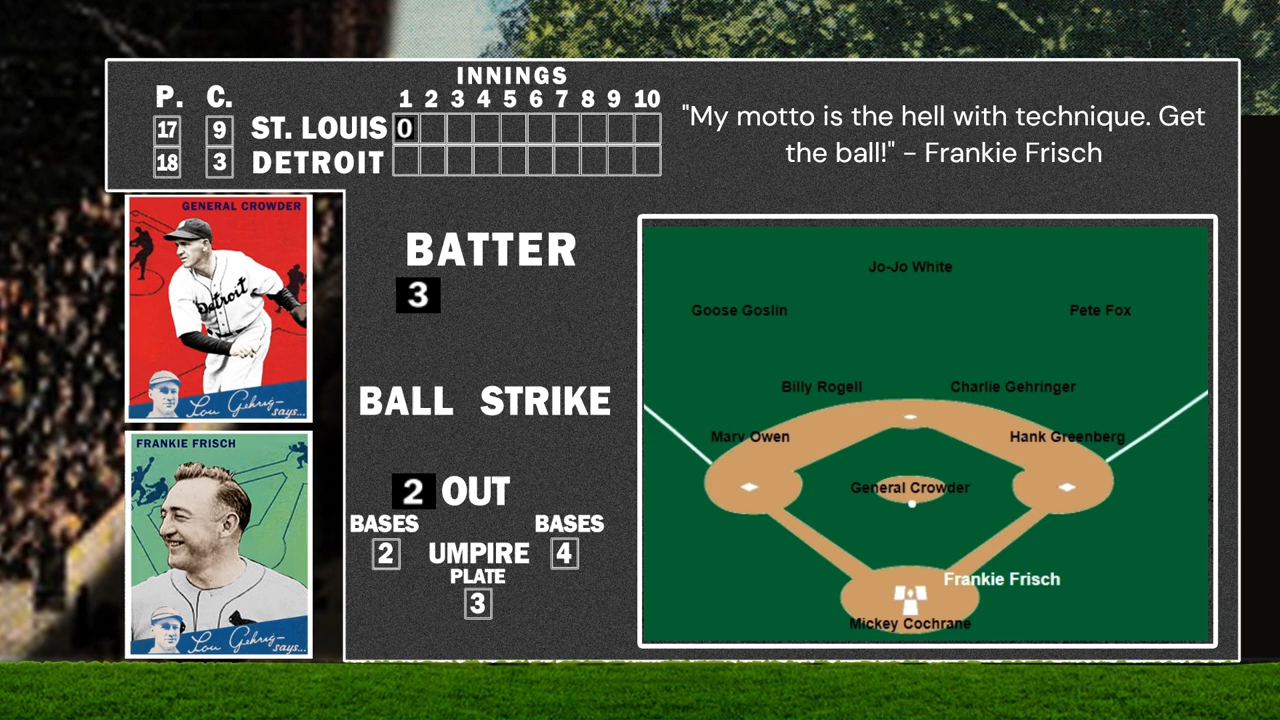 INNINGS
P. C. 1 2 3 4 5 6 7 8 9 10
17 9 ST. LOUIS 0
18 3 DETROIT
"My motto is the hell with technique. Get
the ball!" – Frankie Frisch
GENERAL CROWDER
Detroit
Lou Gehrig–
says...
FRANKIE FRISCH
Lou Gehrig–
says...
BATTER
3
BALL STRIKE
2 OUT
BASES BASES
2 UMPIRE 4
PLATE
3
Jo-Jo White
Goose Goslin Pete Fox
Billy Rogell Charlie Gehringer
Marv Owen Hank Greenberg
General Crowder
Frankie Frisch
Mickey Cochrane